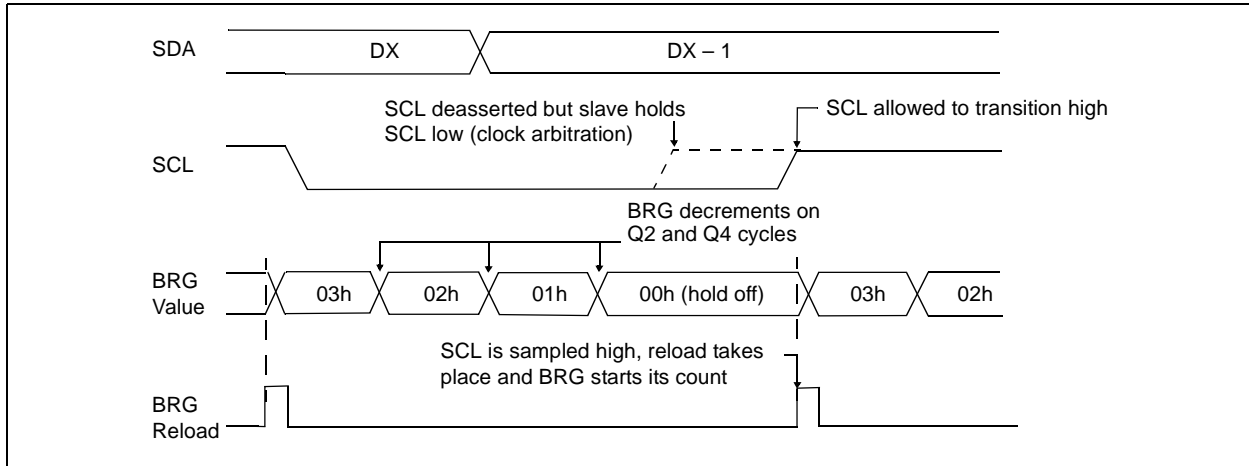 SDA
DX
DX – 1
SCL deasserted but slave holds
SCL low (clock arbitration)
SCL allowed to transition high
SCL
BRG decrements on
Q2 and Q4 cycles
BRG
Value
03h
02h
01h
00h (hold off)
03h
02h
SCL is sampled high, reload takes
place and BRG starts its count
BRG
Reload